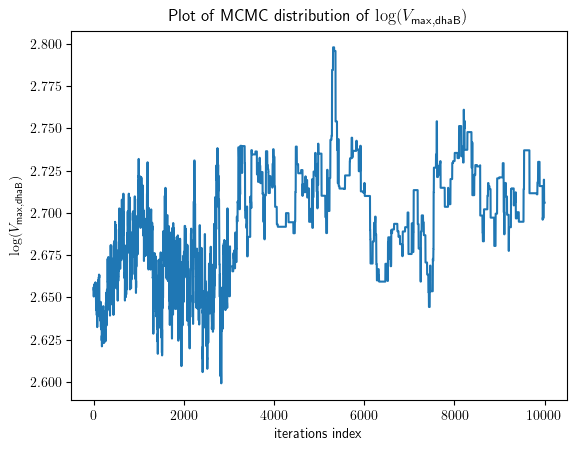 Plot of MCMC distribution of log(V_max,dhaB)
log(V_max,dhaB)
2.800
2.775
2.750
2.725
2.700
2.675
2.650
2.625
2.600
0 2000 4000 6000 8000 10000
iterations index